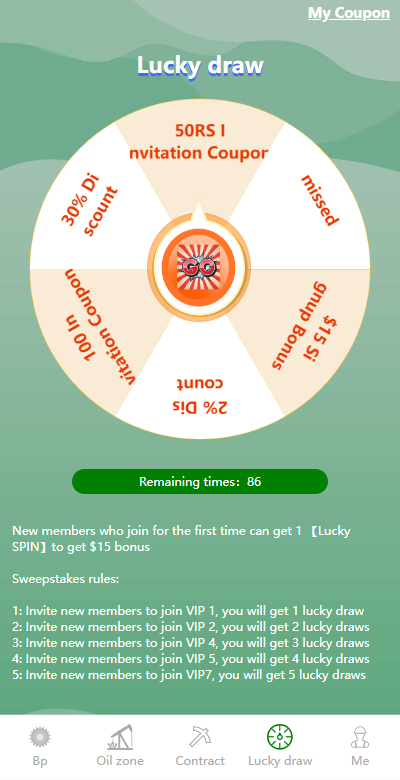 My Coupon
Lucky draw
50RS I
nvitation Coupon
30% Di
scount
missed
GO
100 In
vitation Coupon
$15 Si
gnup Bonus
2% Dis
count
Remaining times: 86
New members who join for the first time can get 1 【Lucky
SPIN】to get $15 bonus
Sweepstakes rules:
1: Invite new members to join VIP 1, you will get 1 lucky draw
2: Invite new members to join VIP 2, you will get 2 lucky draws
3: Invite new members to join VIP 4, you will get 3 lucky draws
4: Invite new members to join VIP 5, you will get 4 lucky draws
5: Invite new members to join VIP7, you will get 5 lucky draws
Bp
Oil zone
Contract
Lucky draw
Me